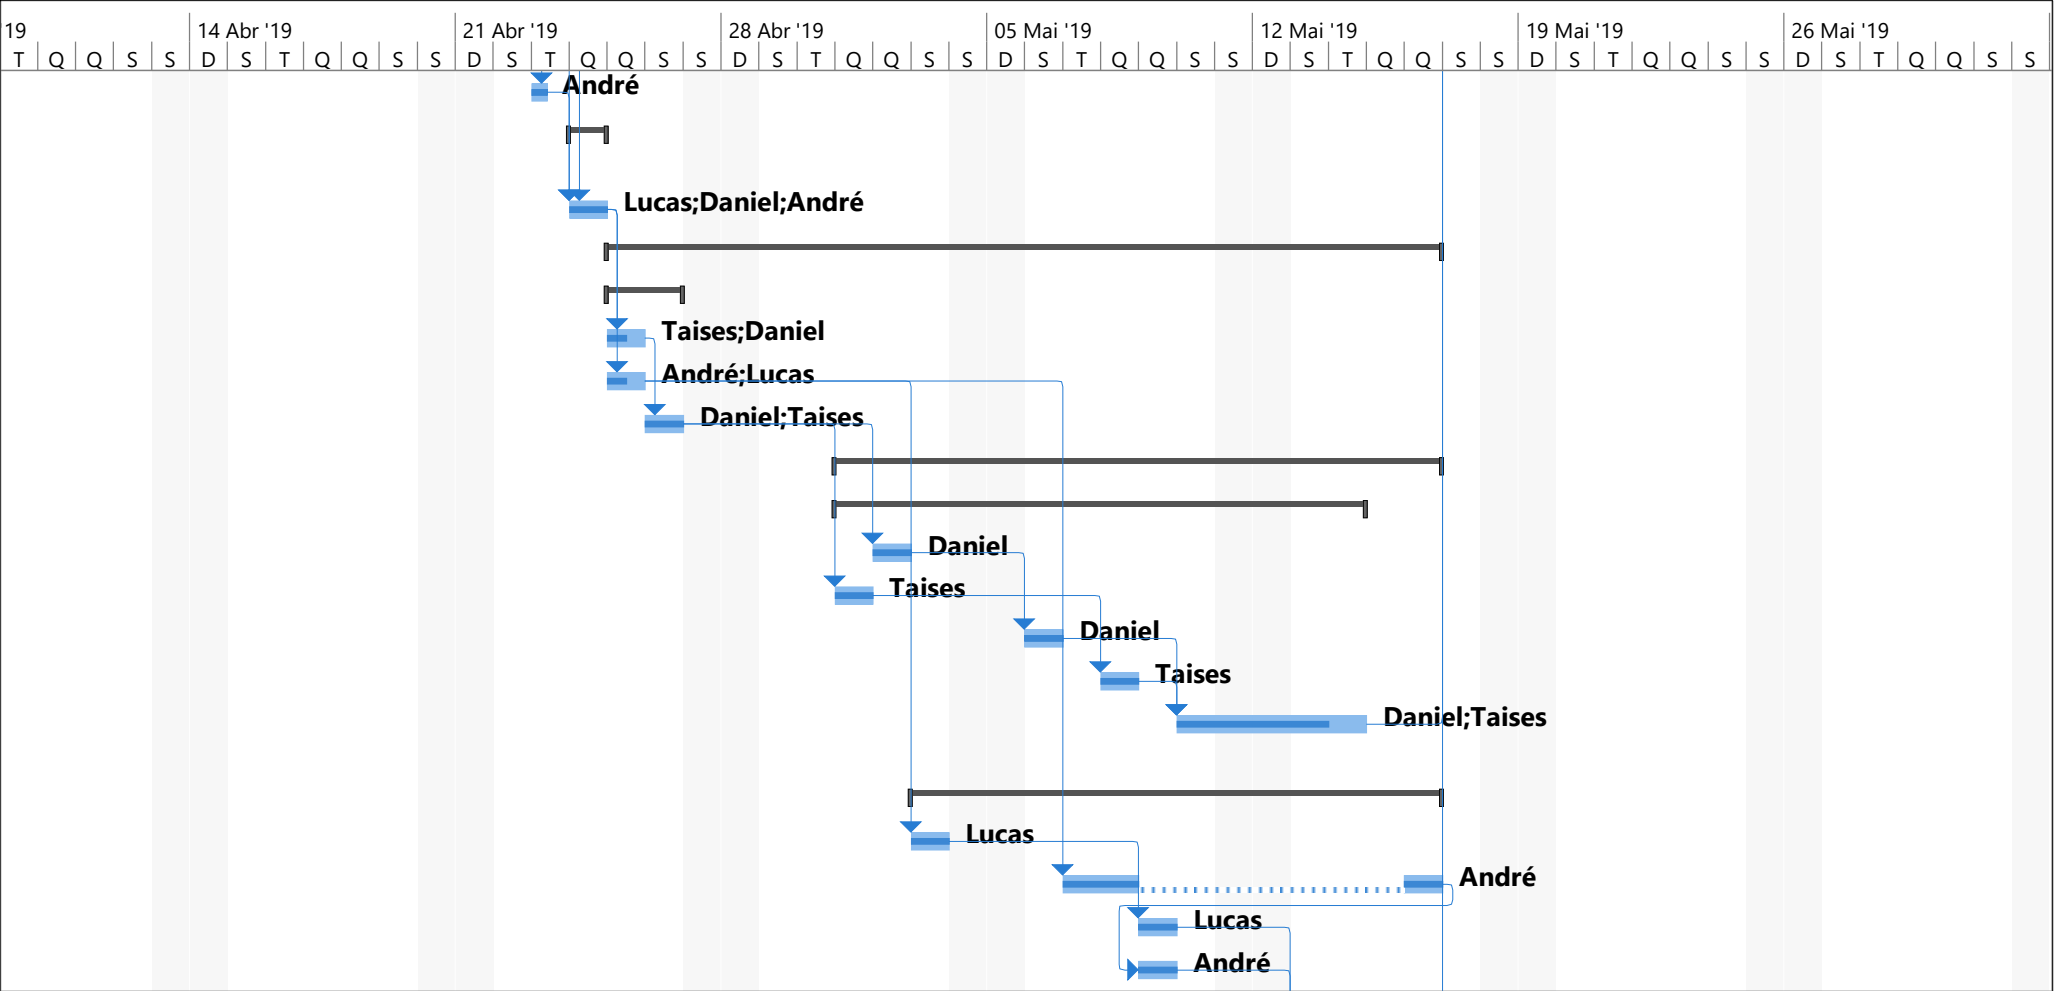 19 14 Abr '19 21 Abr '19 28 Abr '19 05 Mai '19 12 Mai '19 19 Mai '19 26 Mai '19
T Q Q S S D S T Q Q S S D S T Q Q S S D S T Q Q S S D S T Q Q S S D S T Q Q S S D S T Q Q S S D S T Q Q S S
André
Lucas;Daniel;André
Taises;Daniel
André;Lucas
Daniel;Taises
Daniel
Taises
Daniel
Taises
Daniel;Taises
Lucas
André
Lucas
André